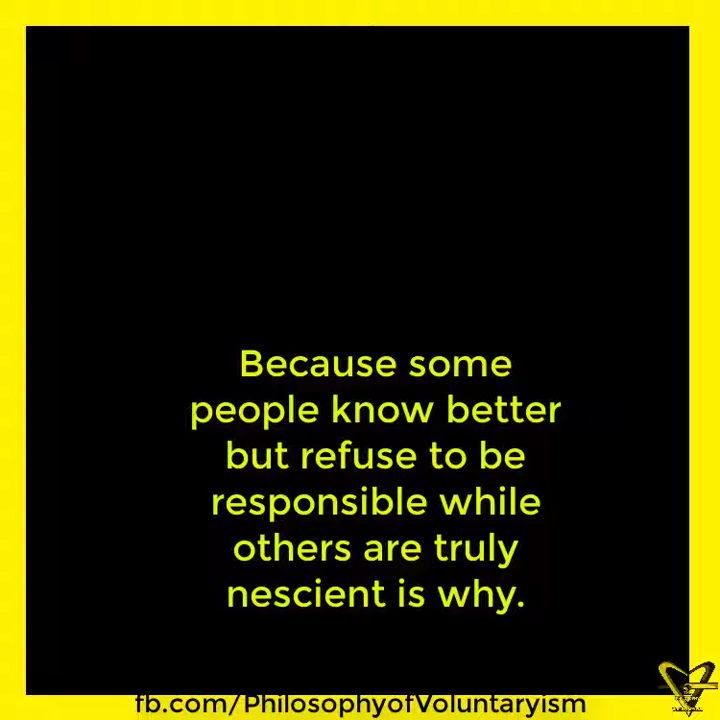 Because some
people know better
but refuse to be
responsible while
others are truly
nescient is why.
fb.com/PhilosophyofVoluntaryism